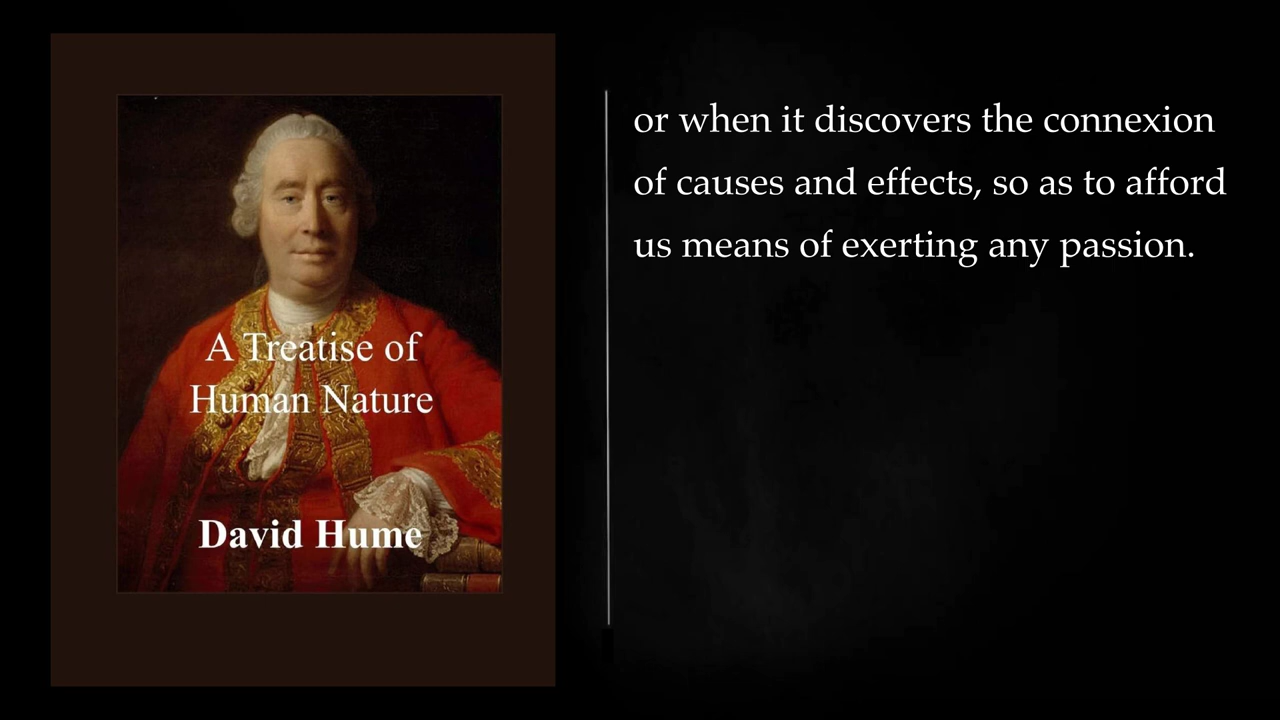 A Treatise of
Human Nature
David Hume
or when it discovers the connexion
of causes and effects, so as to afford
us means of exerting any passion.